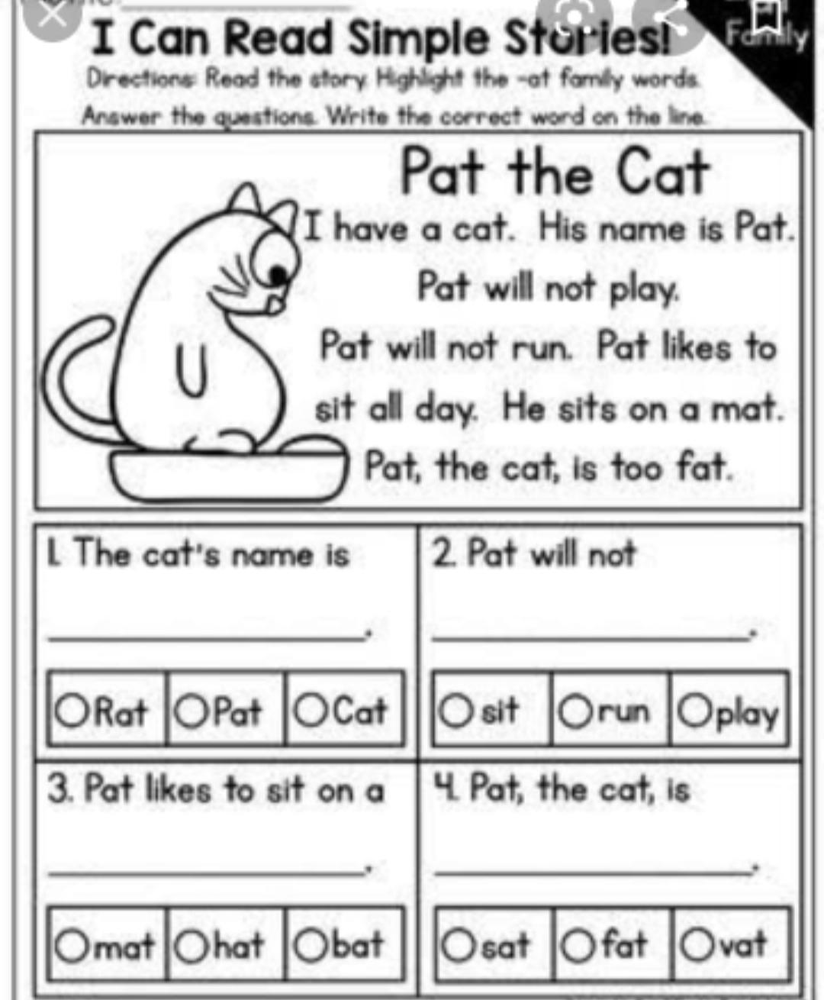 I Can Read Simple Stories!
Family
Directions: Read the story. Highlight the -at family words.
Answer the questions. Write the correct word on the line.
Pat the Cat
I have a cat. His name is Pat.
Pat will not play.
Pat will not run. Pat likes to
sit all day. He sits on a mat.
Pat, the cat, is too fat.
1. The cat's name is
.
Rat Pat Cat
2. Pat will not
.
sit run play
3. Pat likes to sit on a
.
mat hat bat
4. Pat, the cat, is
.
sat fat vat